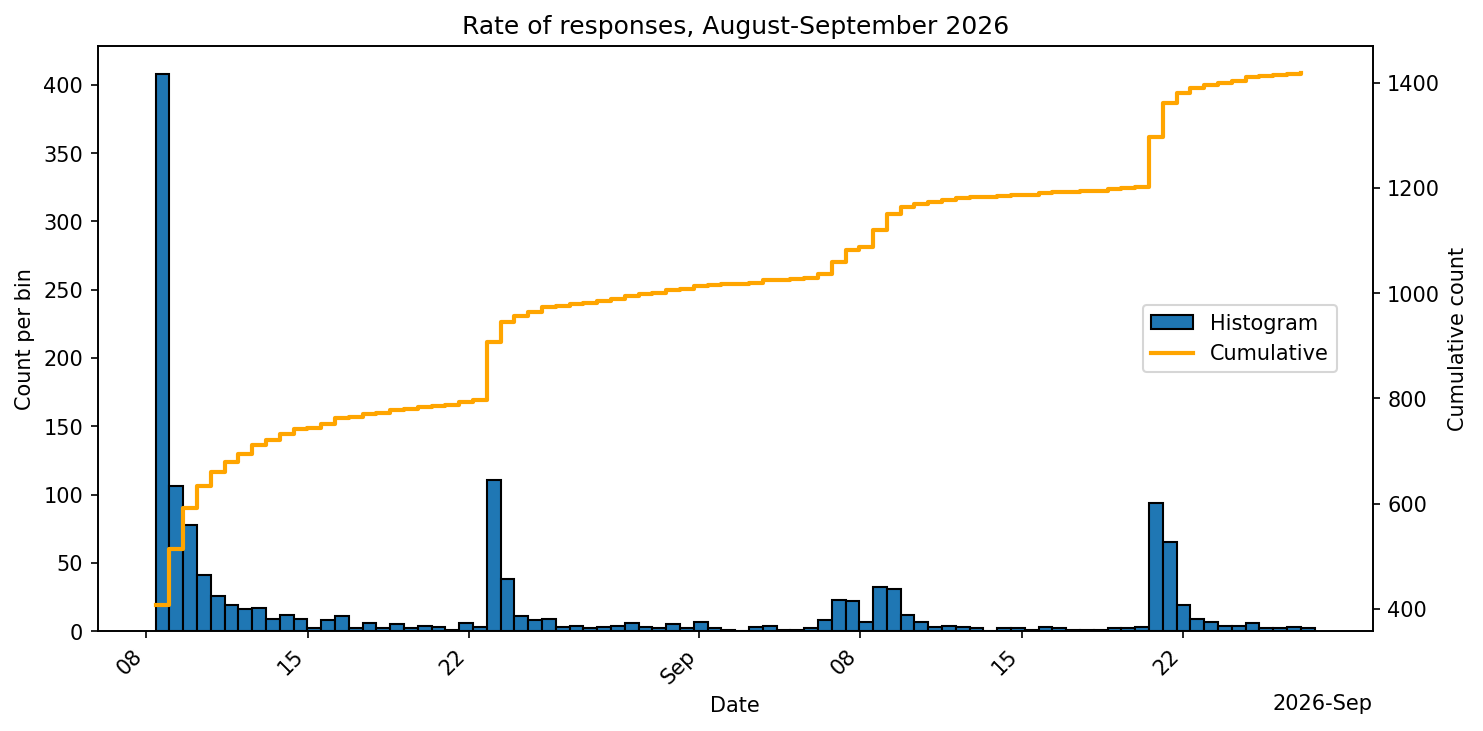 Rate of responses, August-September 2026
400
350
300
250
200
150
100
50
0
Count per bin
1400
1200
1000
800
600
400
Cumulative count
Histogram
Cumulative
08
15
22
Sep
08
15
22
Date
2026-Sep